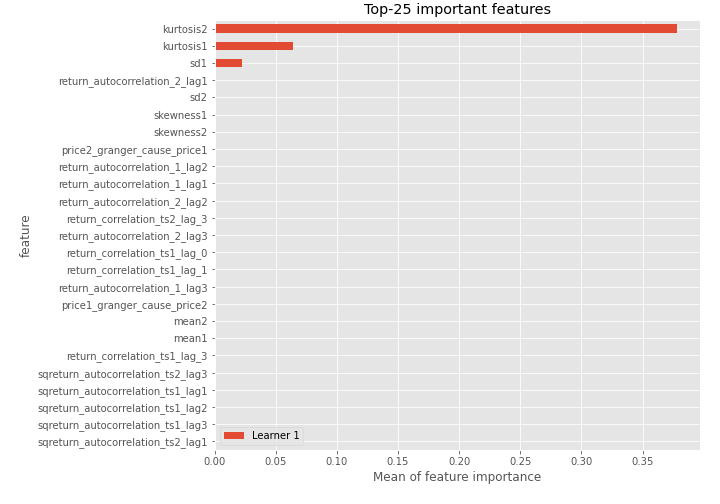 Top-25 important features
kurtosis2
kurtosis1
sd1
return_autocorrelation_2_lag1
sd2
skewness1
skewness2
price2_granger_cause_price1
return_autocorrelation_1_lag2
return_autocorrelation_1_lag1
return_autocorrelation_2_lag2
return_correlation_ts2_lag_3
return_autocorrelation_2_lag3
return_correlation_ts1_lag_0
return_correlation_ts1_lag_1
return_autocorrelation_1_lag3
price1_granger_cause_price2
mean2
mean1
return_correlation_ts1_lag_3
sqreturn_autocorrelation_ts2_lag3
sqreturn_autocorrelation_ts1_lag1
sqreturn_autocorrelation_ts1_lag2
sqreturn_autocorrelation_ts1_lag3
sqreturn_autocorrelation_ts2_lag1
feature
Learner 1
0.00 0.05 0.10 0.15 0.20 0.25 0.30 0.35
Mean of feature importance